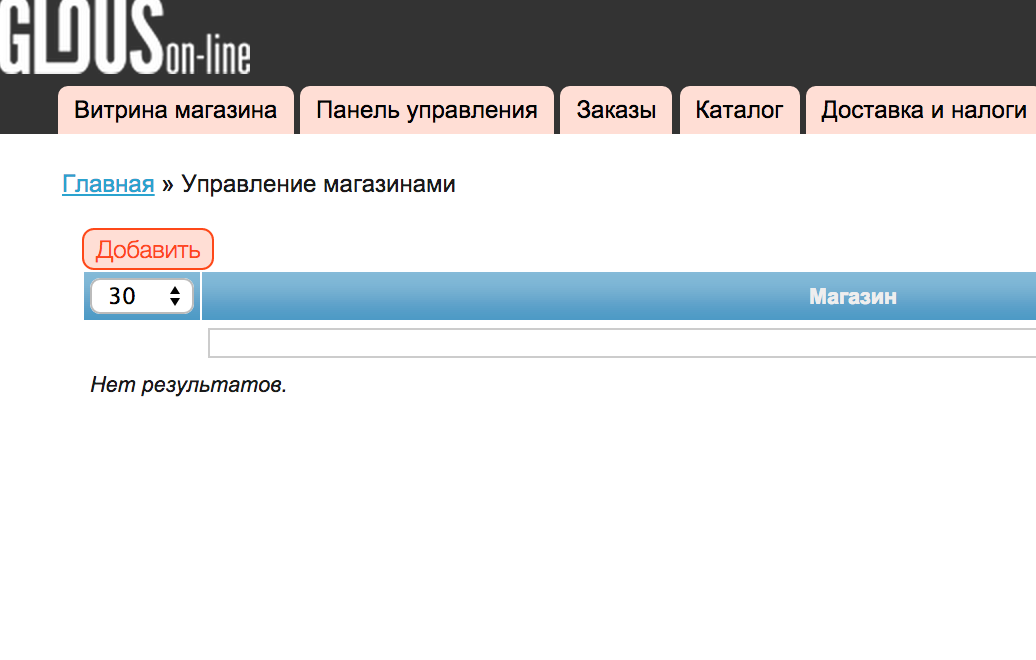 GLOUS on-line
Витрина магазина Панель управления Заказы Каталог Доставка и налоги
Главная » Управление магазинами
Добавить
30 Магазин
Нет результатов.